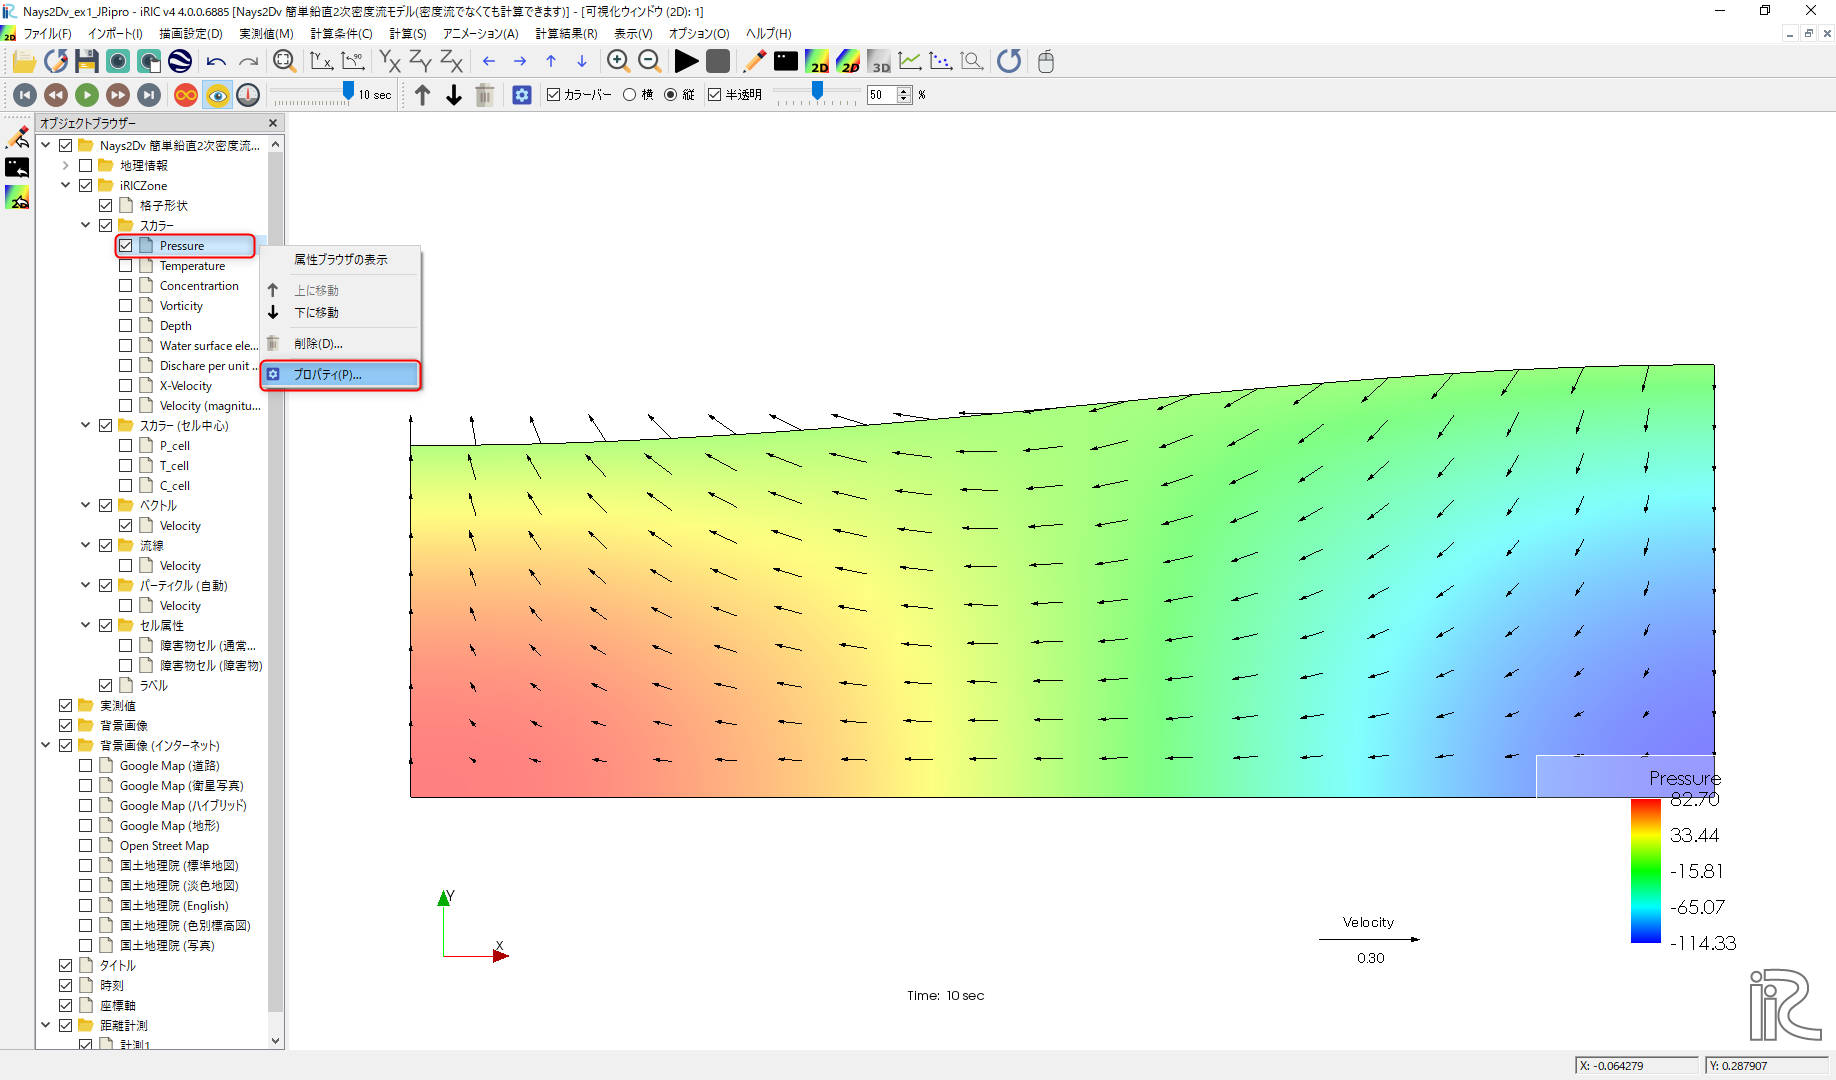 Nays2Dv_ex1_JP.ipro - iRIC v4 4.0.0.6885 [Nays2Dv 簡単鉛直2次密度流モデル(密度流でなくても計算できます)] - [可視化ウィンドウ (2D): 1]
ファイル(F) インポート(I) 描画設定(D) 実測値(M) 計算条件(C) 計算(S) アニメーション(A) 計算結果(R) 表示(V) オプション(O) ヘルプ(H)
10 sec カラーバー 横 縦 半透明 50 %
オブジェクトブラウザー
Nays2Dv 簡単鉛直2次密度流...
地理情報
iRICZone
格子形状
スカラー
Pressure
Temperature
Concentrartion
Vorticity
Depth
Water surface ele...
Dischare per unit ...
X-Velocity
Velocity (magnitu...
スカラー (セル中心)
P_cell
T_cell
C_cell
ベクトル
Velocity
流線
Velocity
パーティクル (自動)
Velocity
セル属性
障害物セル (通常...
障害物セル (障害物)
ラベル
実測値
背景画像
背景画像 (インターネット)
Google Map (道路)
Google Map (衛星写真)
Google Map (ハイブリッド)
Google Map (地形)
Open Street Map
国土地理院 (標準地図)
国土地理院 (淡色地図)
国土地理院 (English)
国土地理院 (色別標高図)
国土地理院 (写真)
タイトル
時刻
座標軸
距離計測
計測1
属性ブラウザの表示
上に移動
下に移動
削除(D)...
プロパティ(P)...
Pressure
82.70
33.44
-15.81
-65.07
-114.33
Y
X
Velocity
0.30
Time: 10 sec
iRIC
X: -0.064279
Y: 0.287907